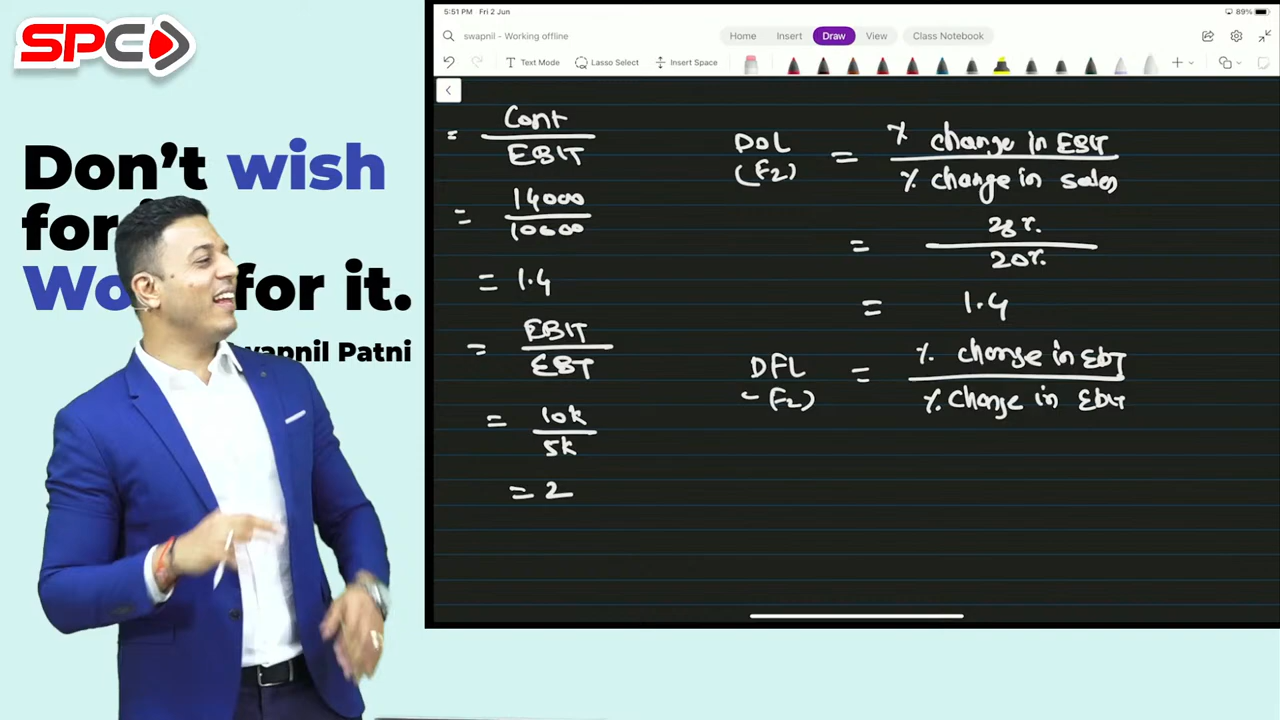 SPC
Don't wish
for
Wo for it.
wapnil Patni
5:51 PM Fri 2 Jun
89%
swapnil - Working offline
Home Insert Draw View Class Notebook
Text Mode Lasso Select Insert Space
= Cont
EBIT
= 14000
10000
= 1.4
= EBIT
EBT
= 10k
5k
= 2
DOL = % change in EBIT
(F2) % change in sales
= 28%
20%
= 1.4
DFL = % change in EbT
(F2) % change in Ebit